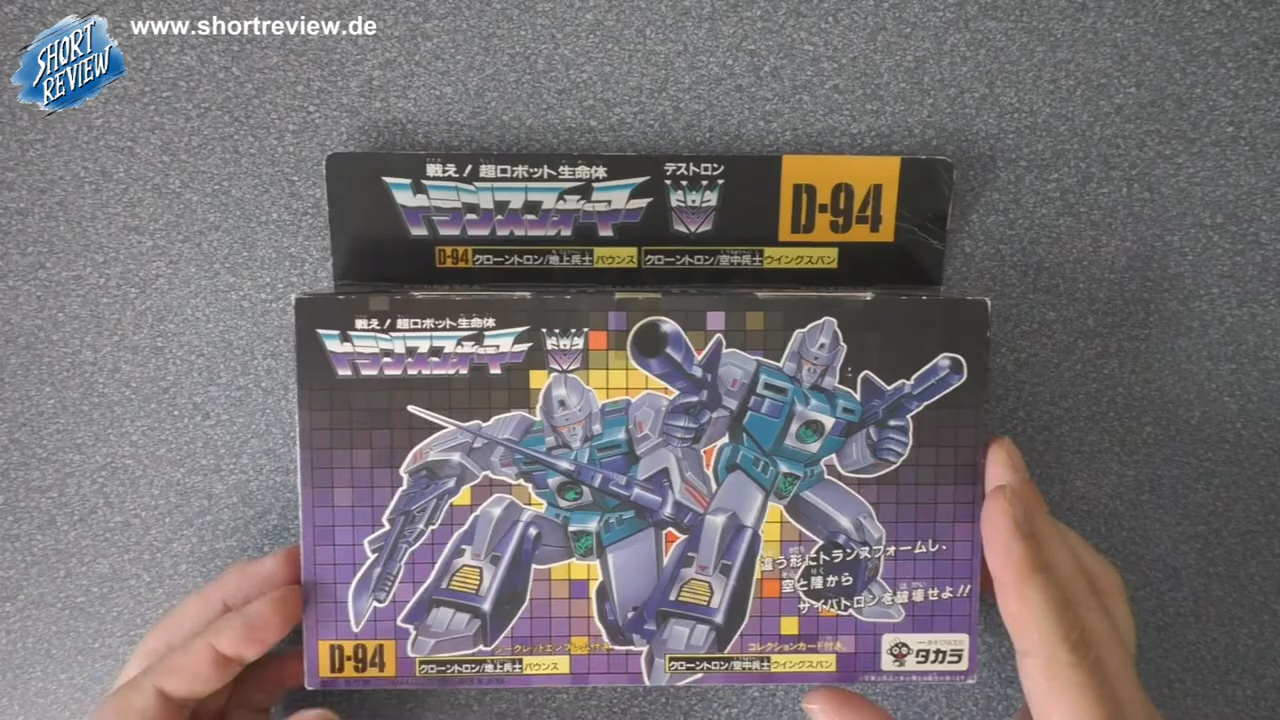 www.shortreview.de
SHORT
REVIEW
戦え!超ロボット生命体
トランスフォーマー
デストロン
D-94
D-94 クローントロン/地上兵士 パウンス クローントロン/空中兵士 ウイングスパン
戦え!超ロボット生命体
トランスフォーマー
違う形にトランスフォームし、
空と陸から
サイバトロンを破壊せよ!!
コレクションカード付き
D-94
クローントロン/地上兵士 パウンス
クローントロン/空中兵士 ウイングスパン
タカラ